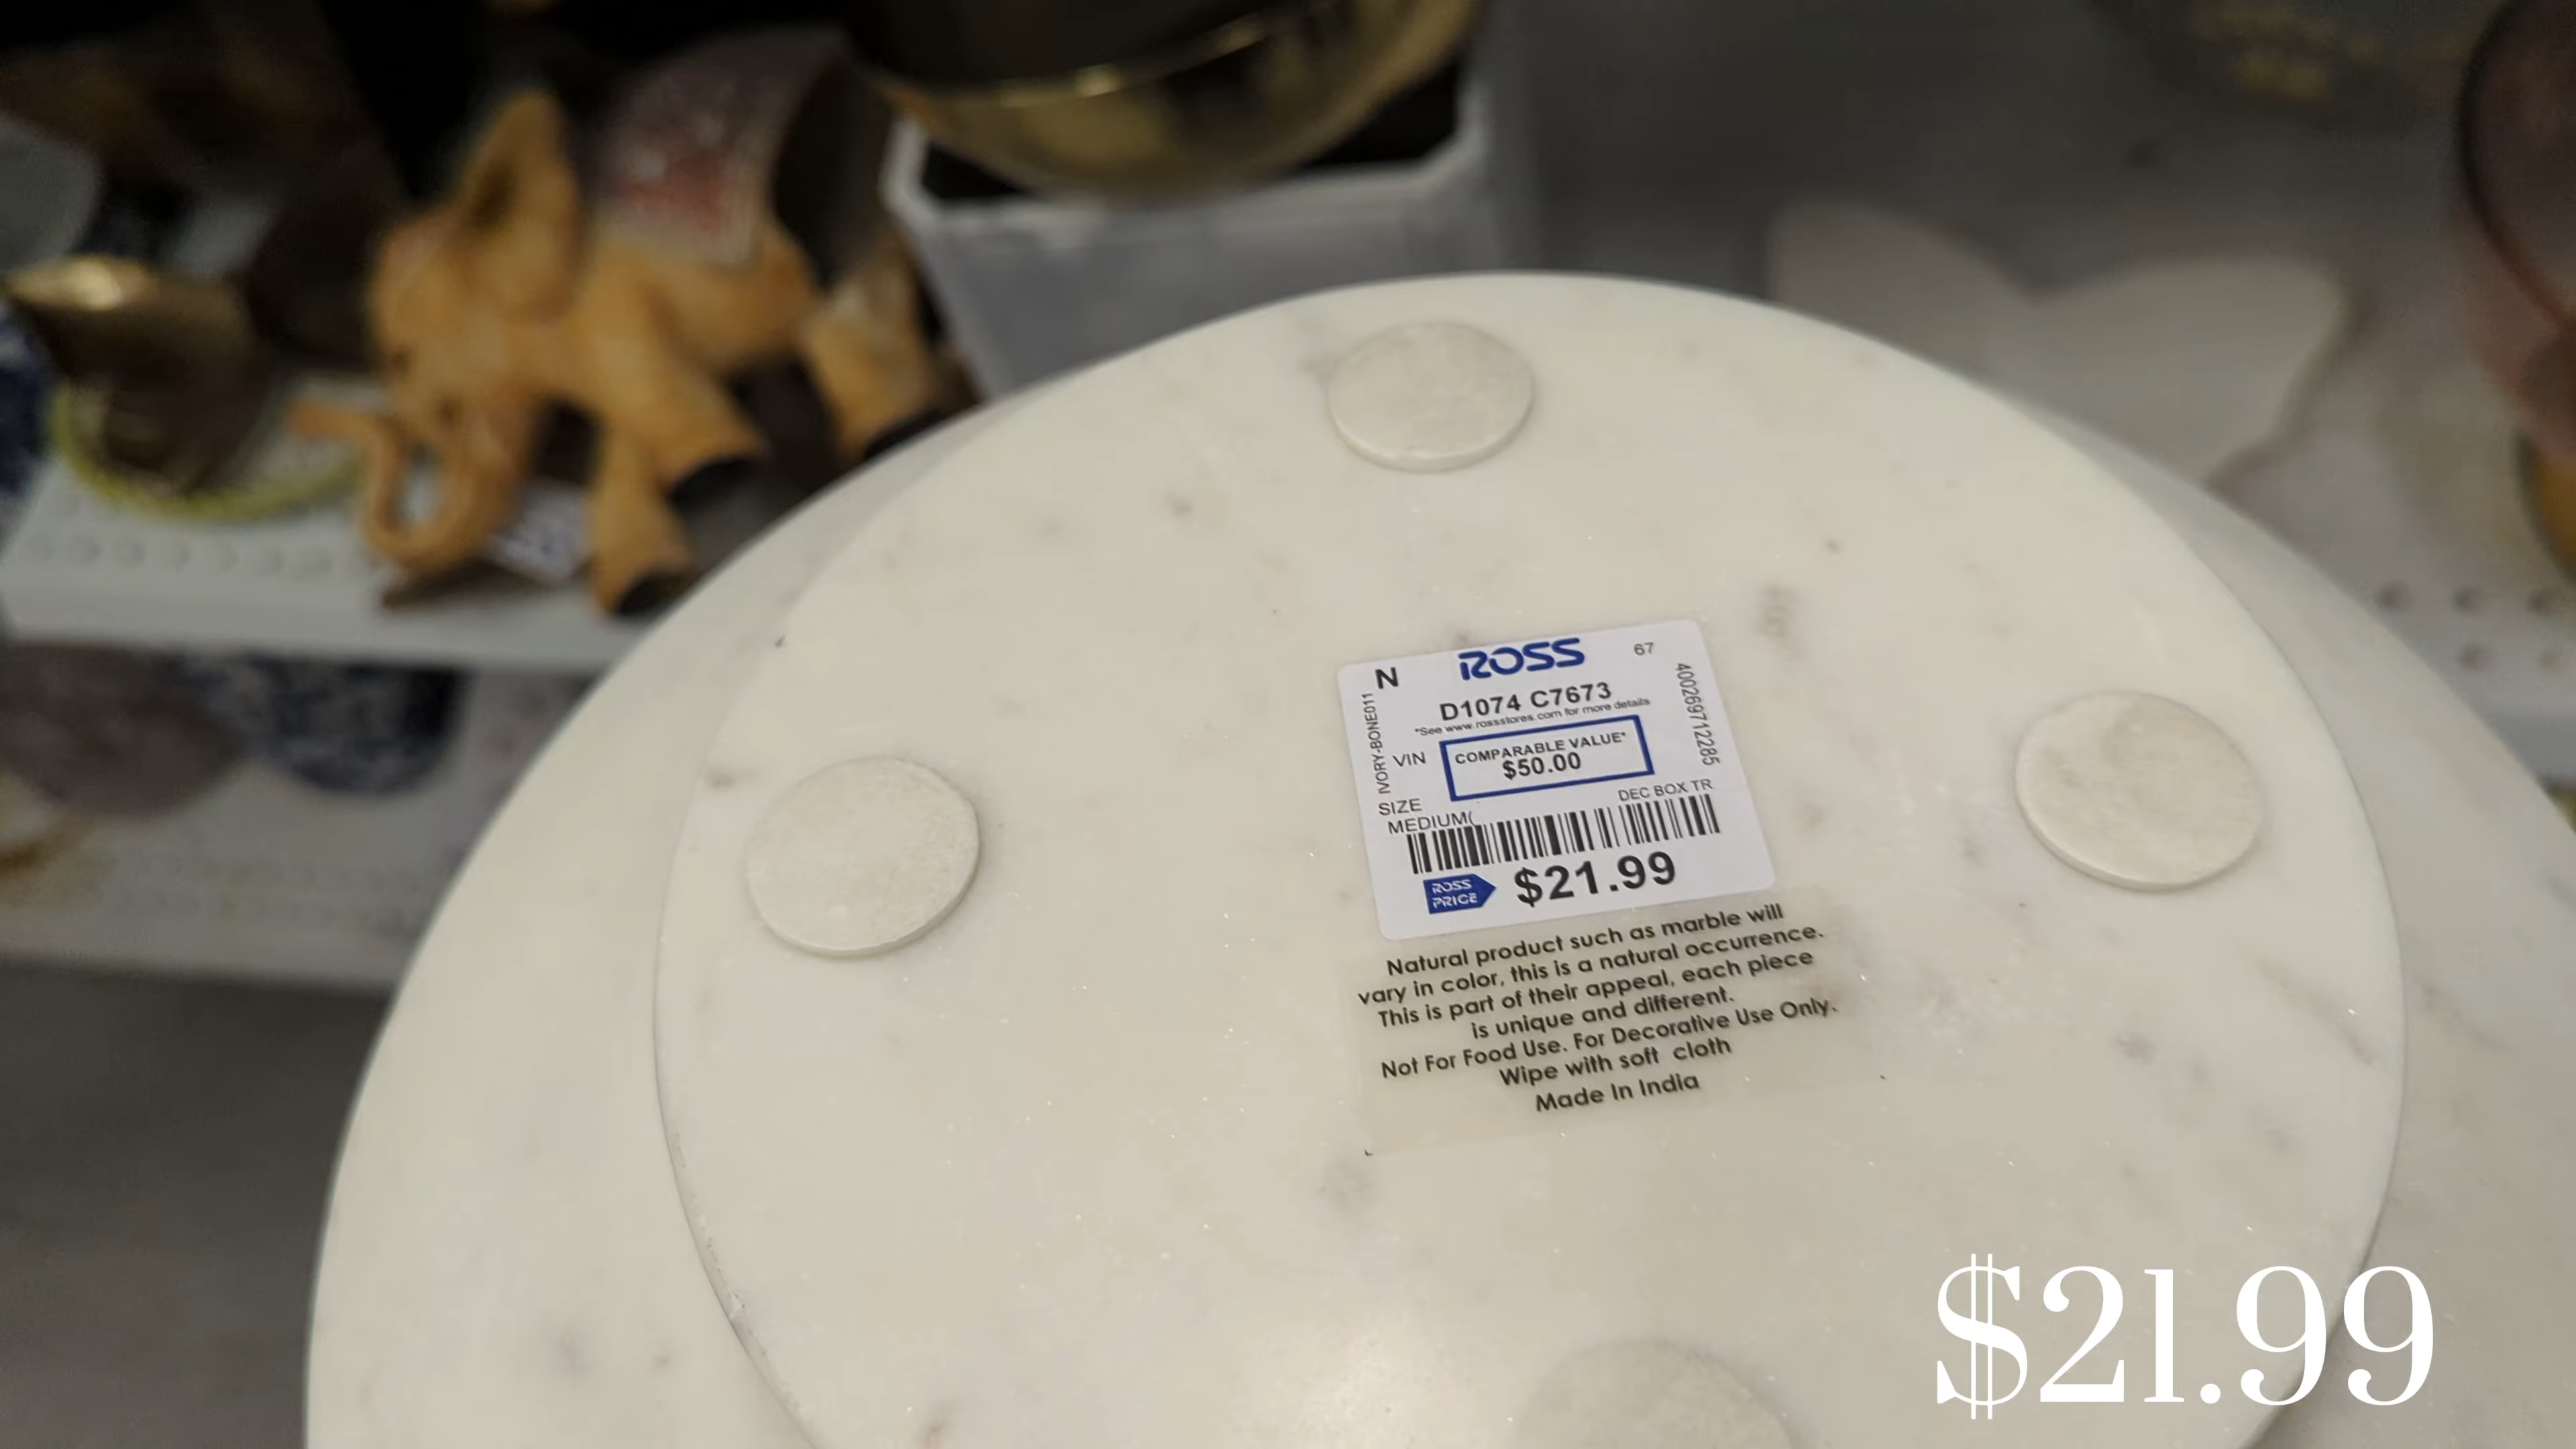 N
ROSS
67
D1074 C7673
*See www.rossstores.com for more details
IVORY-BONE011
400269712285
VIN
COMPARABLE VALUE*
$50.00
SIZE
DEC BOX TR
MEDIUM(
ROSS
PRICE
$21.99
Natural product such as marble will
vary in color, this is a natural occurrence.
This is part of their appeal, each piece
is unique and different.
Not For Food Use. For Decorative Use Only.
Wipe with soft cloth
Made In India
$21.99